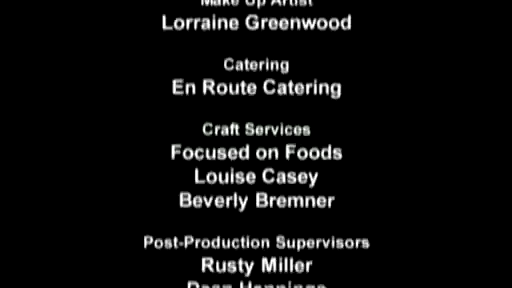 Make Up Artist
Lorraine Greenwood
Catering
En Route Catering
Craft Services
Focused on Foods
Louise Casey
Beverly Bremner
Post-Production Supervisors
Rusty Miller